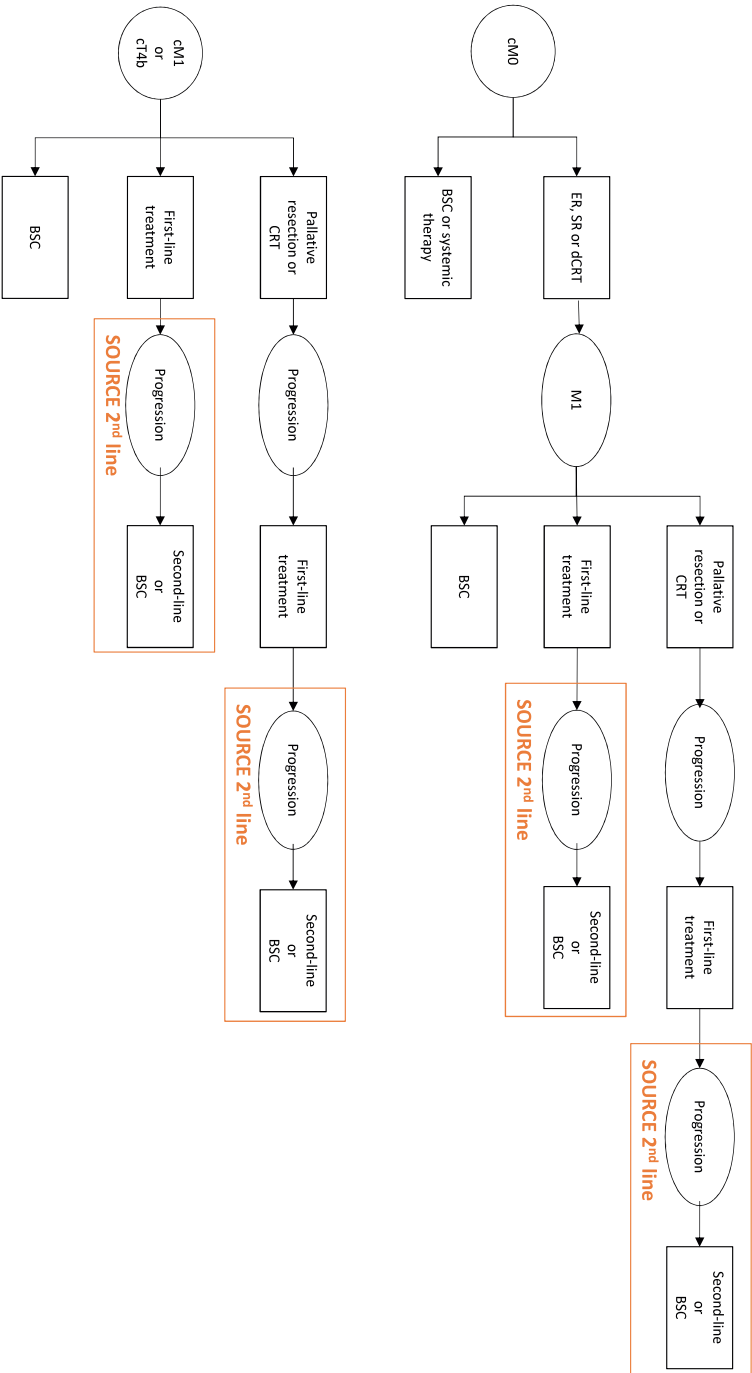 Pallative
resection or
CRT
Progression
First-line
treatment
Progression
Second-line
or
BSC
SOURCE 2nd line
cM0
ER, SR or dCRT
M1
First-line
treatment
Progression
Second-line
or
BSC
SOURCE 2nd line
BSC or systemic
therapy
BSC
Pallative
resection or
CRT
Progression
First-line
treatment
Progression
Second-line
or
BSC
SOURCE 2nd line
cM1
or
cT4b
First-line
treatment
Progression
Second-line
or
BSC
SOURCE 2nd line
BSC